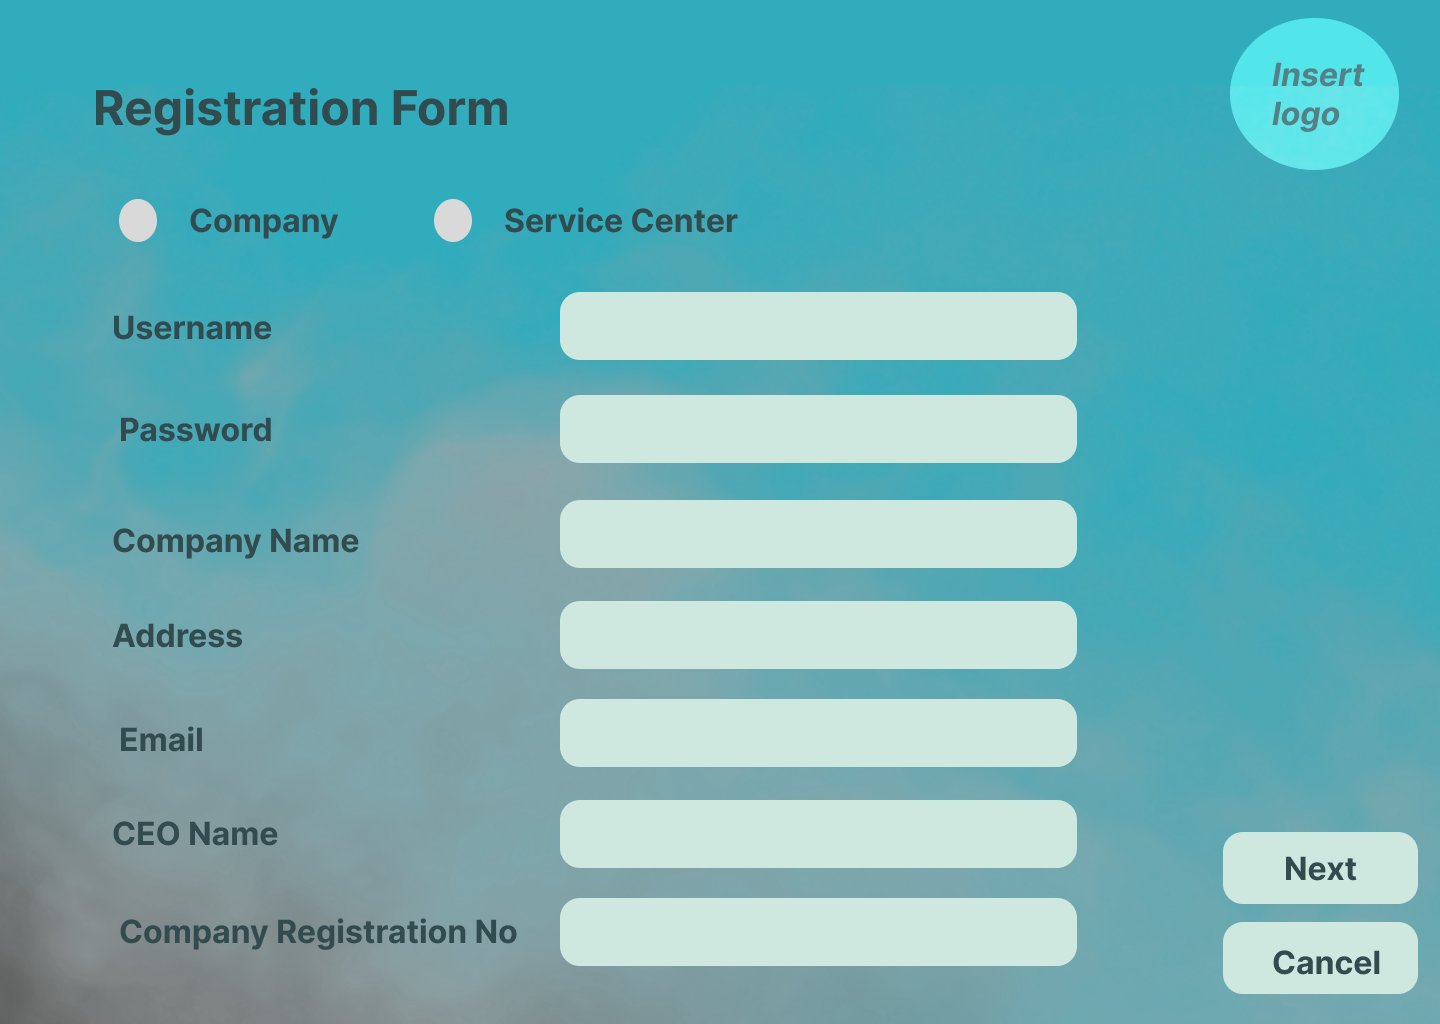 Registration Form
Insert
logo
Company
Service Center
Username
Password
Company Name
Address
Email
CEO Name
Company Registration No
Next
Cancel